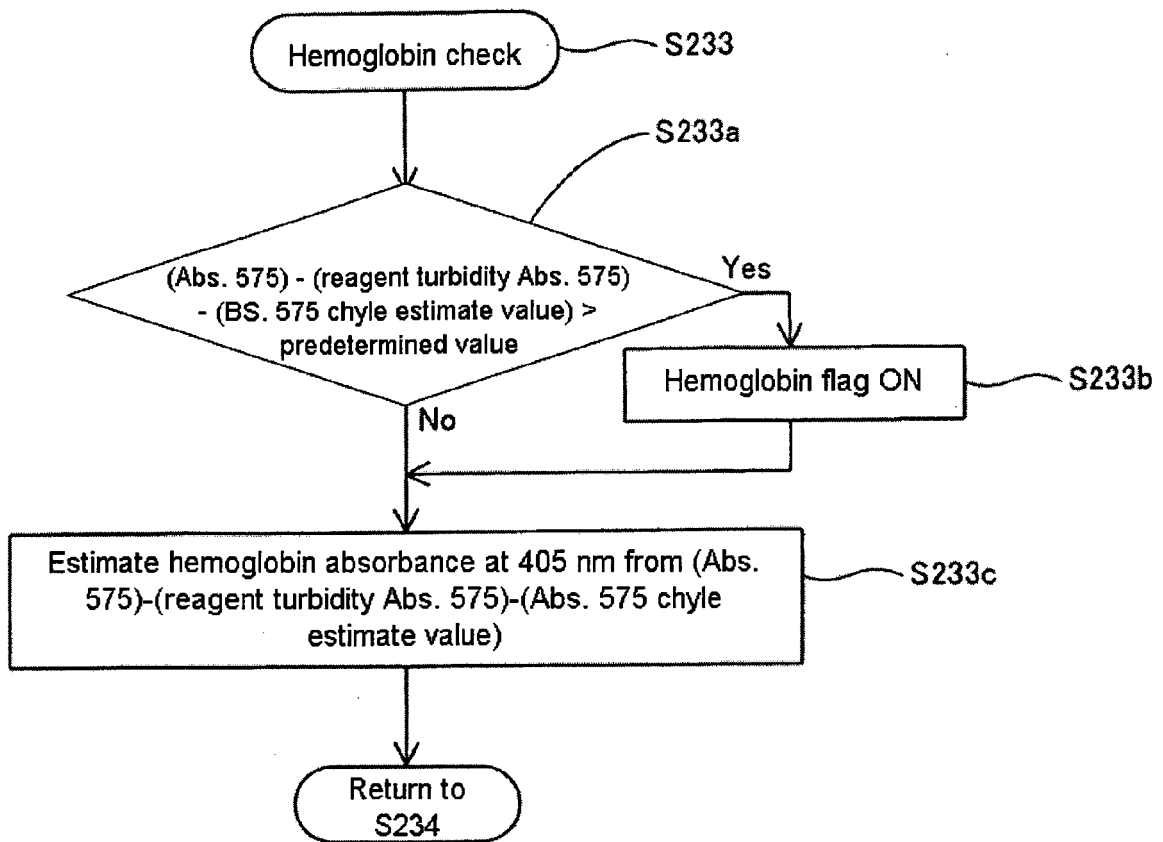 Hemoglobin check
S233
S233a
(Abs. 575) - (reagent turbidity Abs. 575)
- (BS. 575 chyle estimate value) >
predetermined value
Yes
Hemoglobin flag ON
S233b
No
Estimate hemoglobin absorbance at 405 nm from (Abs.
575)-(reagent turbidity Abs. 575)-(Abs. 575 chyle
estimate value)
S233c
Return to
S234